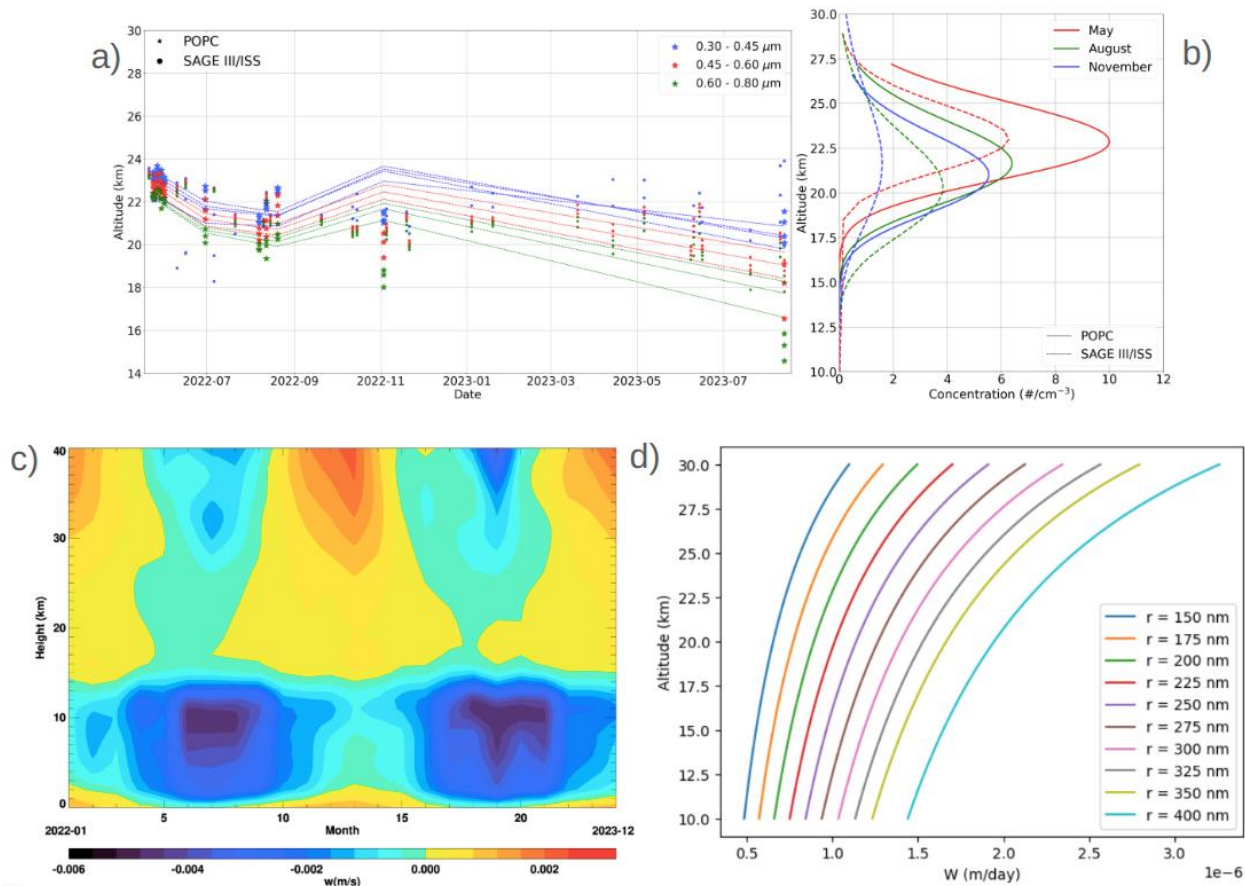 a)
30
28
26
24
22
20
18
16
14
Altitude (km)
POPC
SAGE III/ISS
0.30 - 0.45 μm
0.45 - 0.60 μm
0.60 - 0.80 μm
2022-07 2022-09 2022-11 2023-01 2023-03 2023-05 2023-07
Date
b)
30.0
27.5
25.0
22.5
20.0
17.5
15.0
12.5
10.0
Altitude (km)
May
August
November
POPC
SAGE III/ISS
0 2 4 6 8 10 12
Concentration (#/cm⁻³)
c)
40
30
20
10
0
Height (km)
5 10 15 20
2022-01 Month 2023-12
-0.006 -0.004 -0.002 0.000 0.002
w(m/s)
d)
30.0
27.5
25.0
22.5
20.0
17.5
15.0
12.5
10.0
Altitude (km)
r = 150 nm
r = 175 nm
r = 200 nm
r = 225 nm
r = 250 nm
r = 275 nm
r = 300 nm
r = 325 nm
r = 350 nm
r = 400 nm
0.5 1.0 1.5 2.0 2.5 3.0
1e-6
W (m/day)